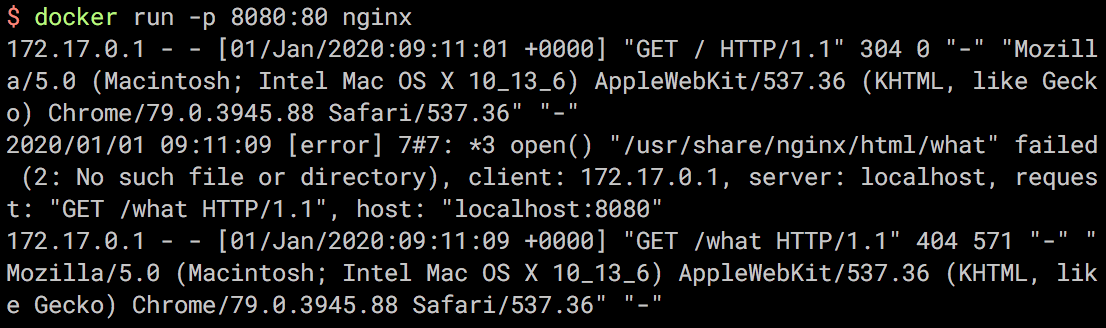 $ docker run -p 8080:80 nginx
172.17.0.1 - - [01/Jan/2020:09:11:01 +0000] "GET / HTTP/1.1" 304 0 "-" "Mozill
a/5.0 (Macintosh; Intel Mac OS X 10_13_6) AppleWebKit/537.36 (KHTML, like Geck
o) Chrome/79.0.3945.88 Safari/537.36" "-"
2020/01/01 09:11:09 [error] 7#7: *3 open() "/usr/share/nginx/html/what" failed
 (2: No such file or directory), client: 172.17.0.1, server: localhost, reques
t: "GET /what HTTP/1.1", host: "localhost:8080"
172.17.0.1 - - [01/Jan/2020:09:11:09 +0000] "GET /what HTTP/1.1" 404 571 "-" "
Mozilla/5.0 (Macintosh; Intel Mac OS X 10_13_6) AppleWebKit/537.36 (KHTML, lik
e Gecko) Chrome/79.0.3945.88 Safari/537.36" "-"